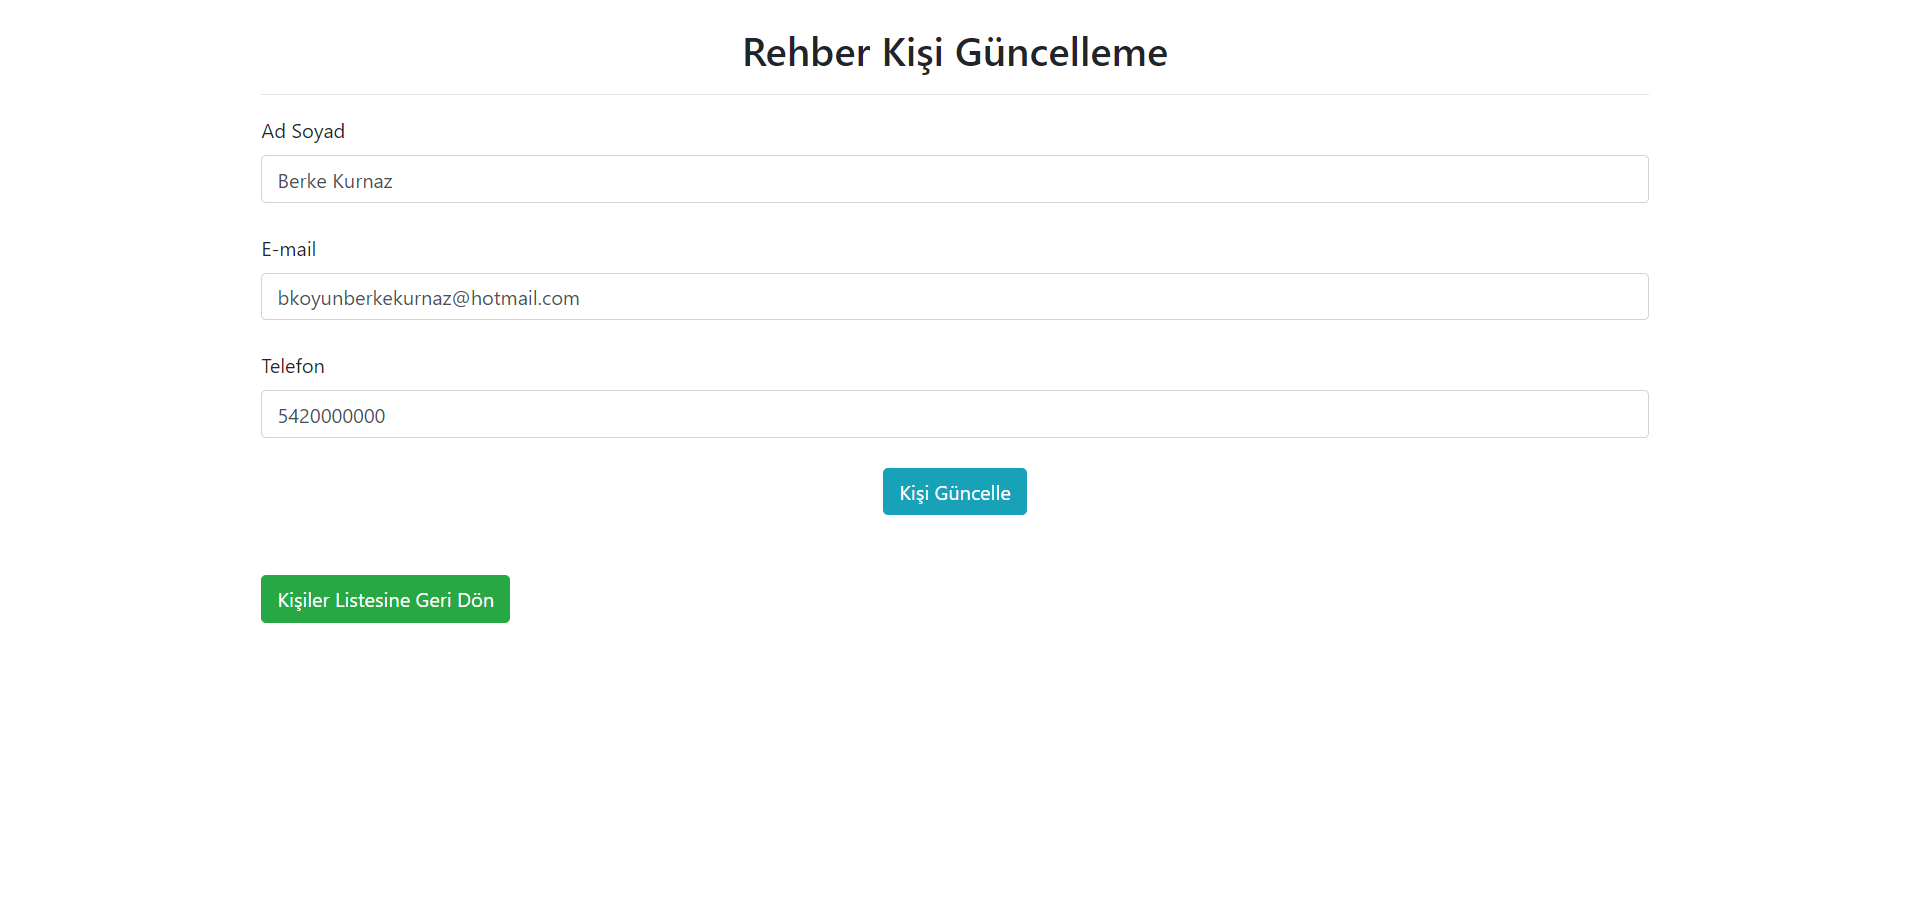 Rehber Kişi Güncelleme
Ad Soyad
Berke Kurnaz
E-mail
bkoyunberkekurnaz@hotmail.com
Telefon
5420000000
Kişi Güncelle
Kişiler Listesine Geri Dön